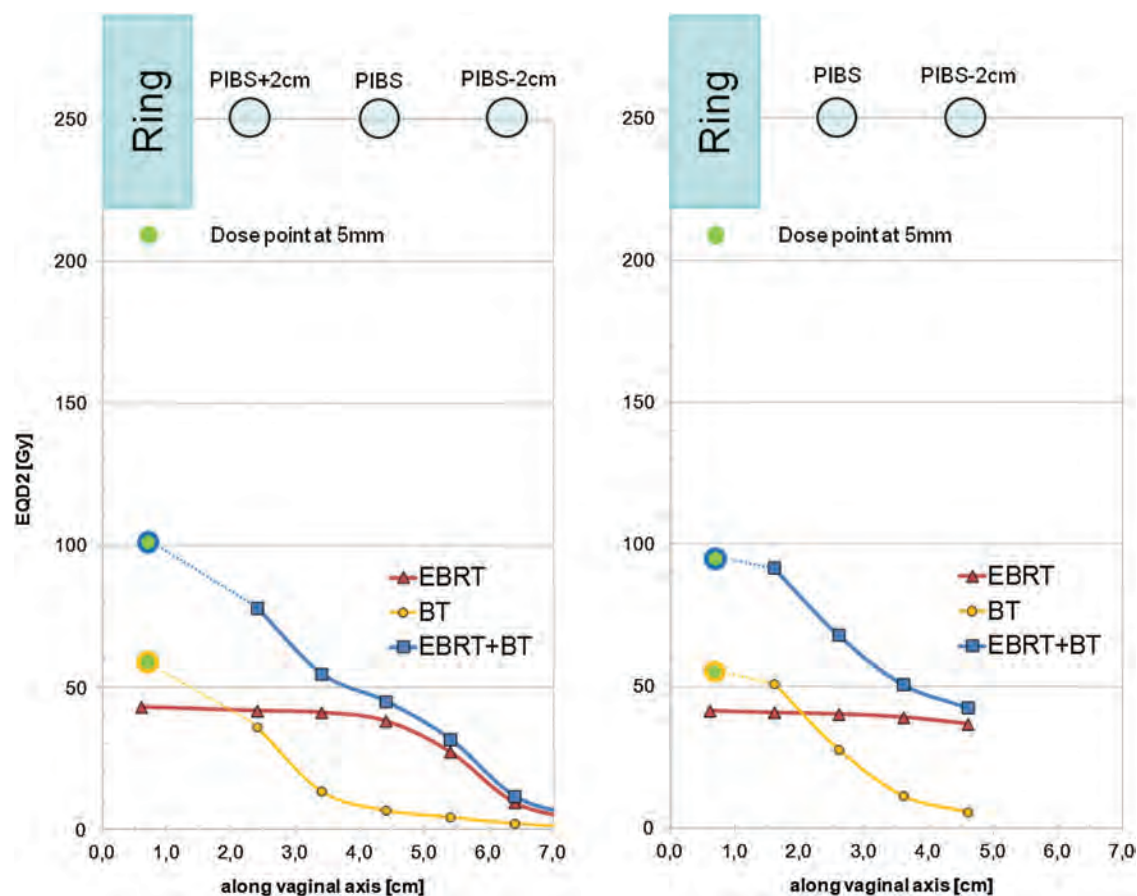 Ring
PIBS+2cm
PIBS
PIBS-2cm
Dose point at 5mm
EQD2 [Gy]
250
200
150
100
50
0
EBRT
BT
EBRT+BT
0,0 1,0 2,0 3,0 4,0 5,0 6,0 7,0
along vaginal axis [cm]
Ring
PIBS
PIBS-2cm
Dose point at 5mm
250
200
150
100
50
0
EBRT
BT
EBRT+BT
0,0 1,0 2,0 3,0 4,0 5,0 6,0 7,0
along vaginal axis [cm]